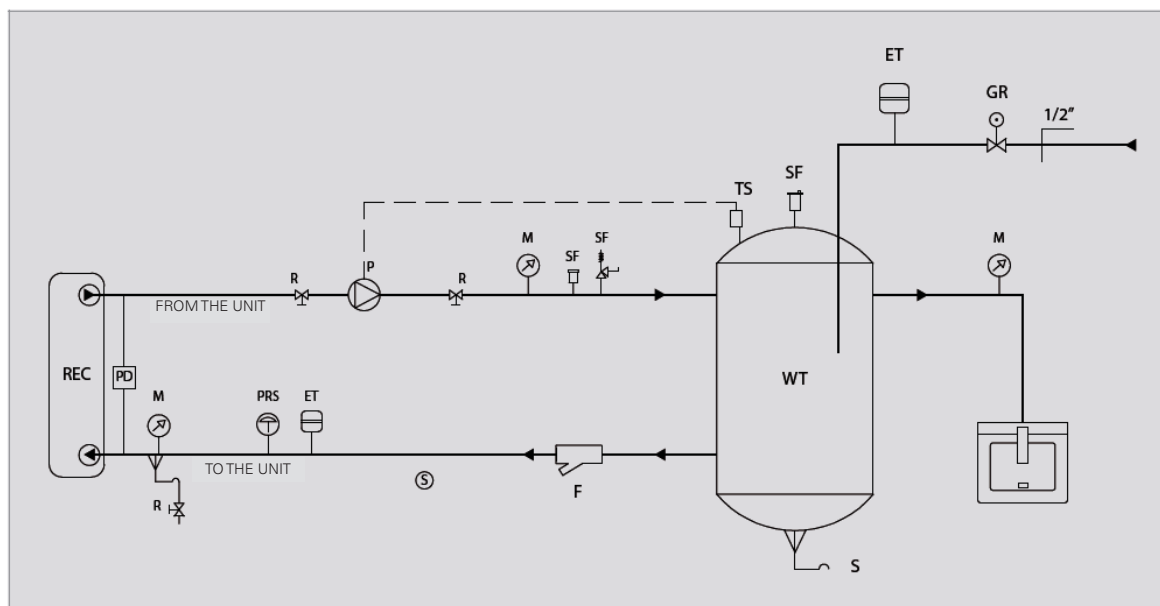 ET
GR
1/2"
TS
SF
M
SF
M
P
R
R
SF
FROM THE UNIT
REC
PD
WT
M
PRS
ET
TO THE UNIT
S
F
R
S